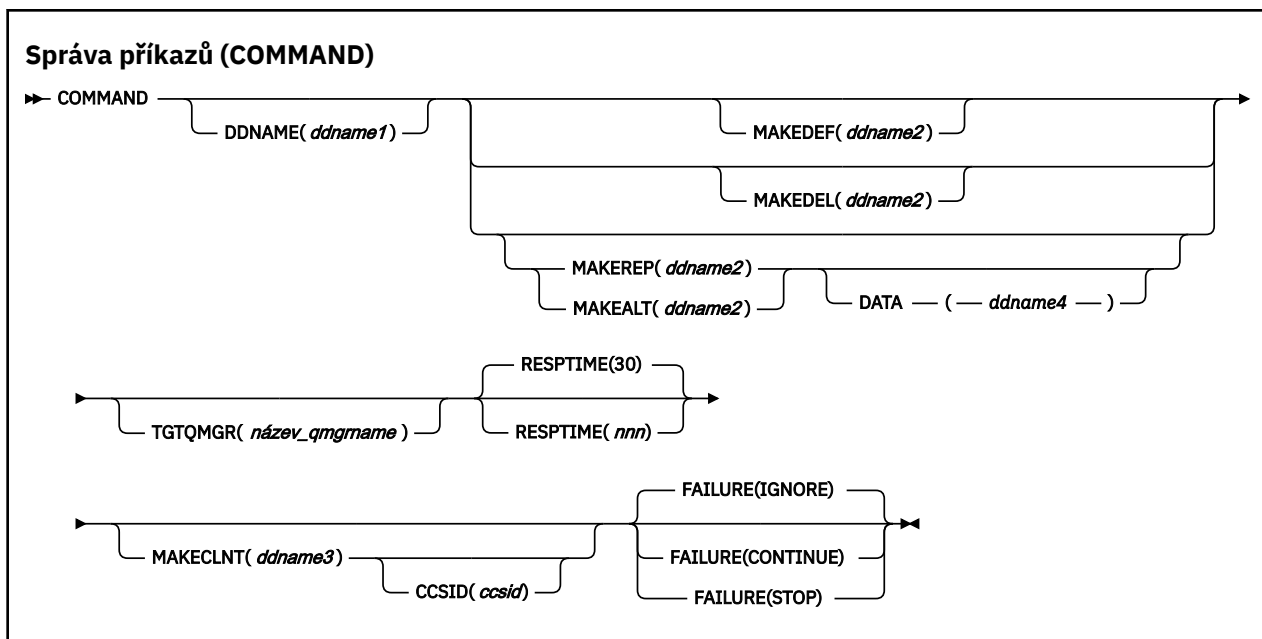 Správa příkazů (COMMAND)
COMMAND
DDNAME( ddname1 )
MAKEDEF( ddname2 )
MAKEDEL( ddname2 )
MAKEREP( ddname2 )
MAKEALT( ddname2 )
DATA ( ddname4 )
RESPTIME(30)
TGTQMGR( název_qmgrname )
RESPTIME( nnn)
FAILURE(IGNORE)
MAKECLNT( ddname3 )
CCSID( ccsid)
FAILURE(CONTINUE)
FAILURE(STOP)